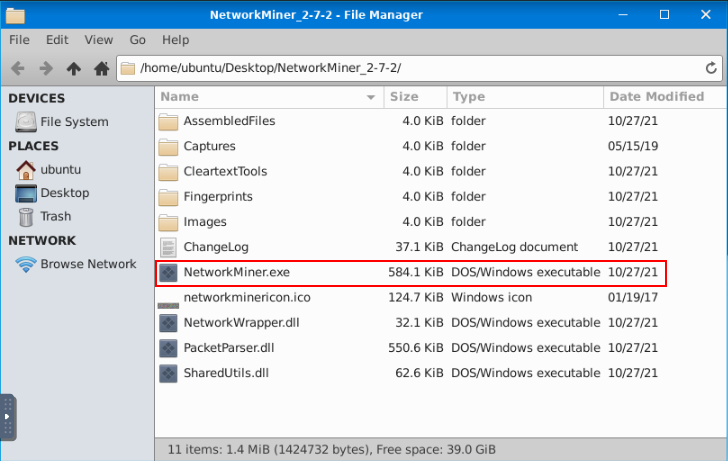 NetworkMiner_2-7-2 - File Manager
File Edit View Go Help
/home/ubuntu/Desktop/NetworkMiner_2-7-2/
DEVICES
File System
PLACES
ubuntu
Desktop
Trash
NETWORK
Browse Network
Name Size Type Date Modified
AssembledFiles 4.0 KiB folder 10/27/21
Captures 4.0 KiB folder 05/15/19
CleartextTools 4.0 KiB folder 10/27/21
Fingerprints 4.0 KiB folder 10/27/21
Images 4.0 KiB folder 10/27/21
ChangeLog 37.1 KiB ChangeLog document 10/27/21
NetworkMiner.exe 584.1 KiB DOS/Windows executable 10/27/21
networkminericon.ico 124.7 KiB Windows icon 01/19/17
NetworkWrapper.dll 32.1 KiB DOS/Windows executable 10/27/21
PacketParser.dll 550.6 KiB DOS/Windows executable 10/27/21
SharedUtils.dll 62.6 KiB DOS/Windows executable 10/27/21
11 items: 1.4 MiB (1424732 bytes), Free space: 39.0 GiB